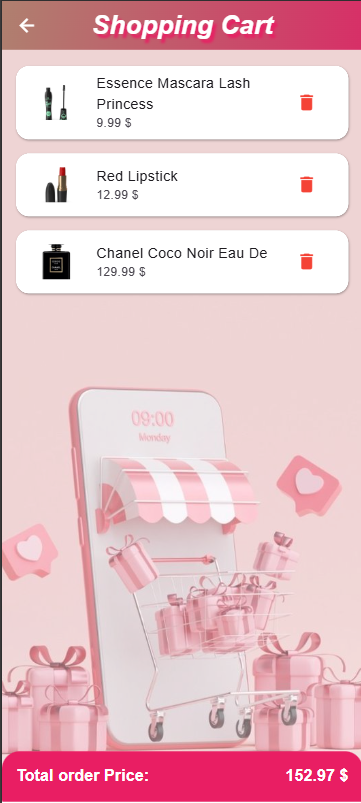 Shopping Cart
Essence Mascara Lash
Princess
9.99 $
Red Lipstick
12.99 $
Chanel Coco Noir Eau De
129.99 $
09:00
Monday
Total order Price: 152.97 $